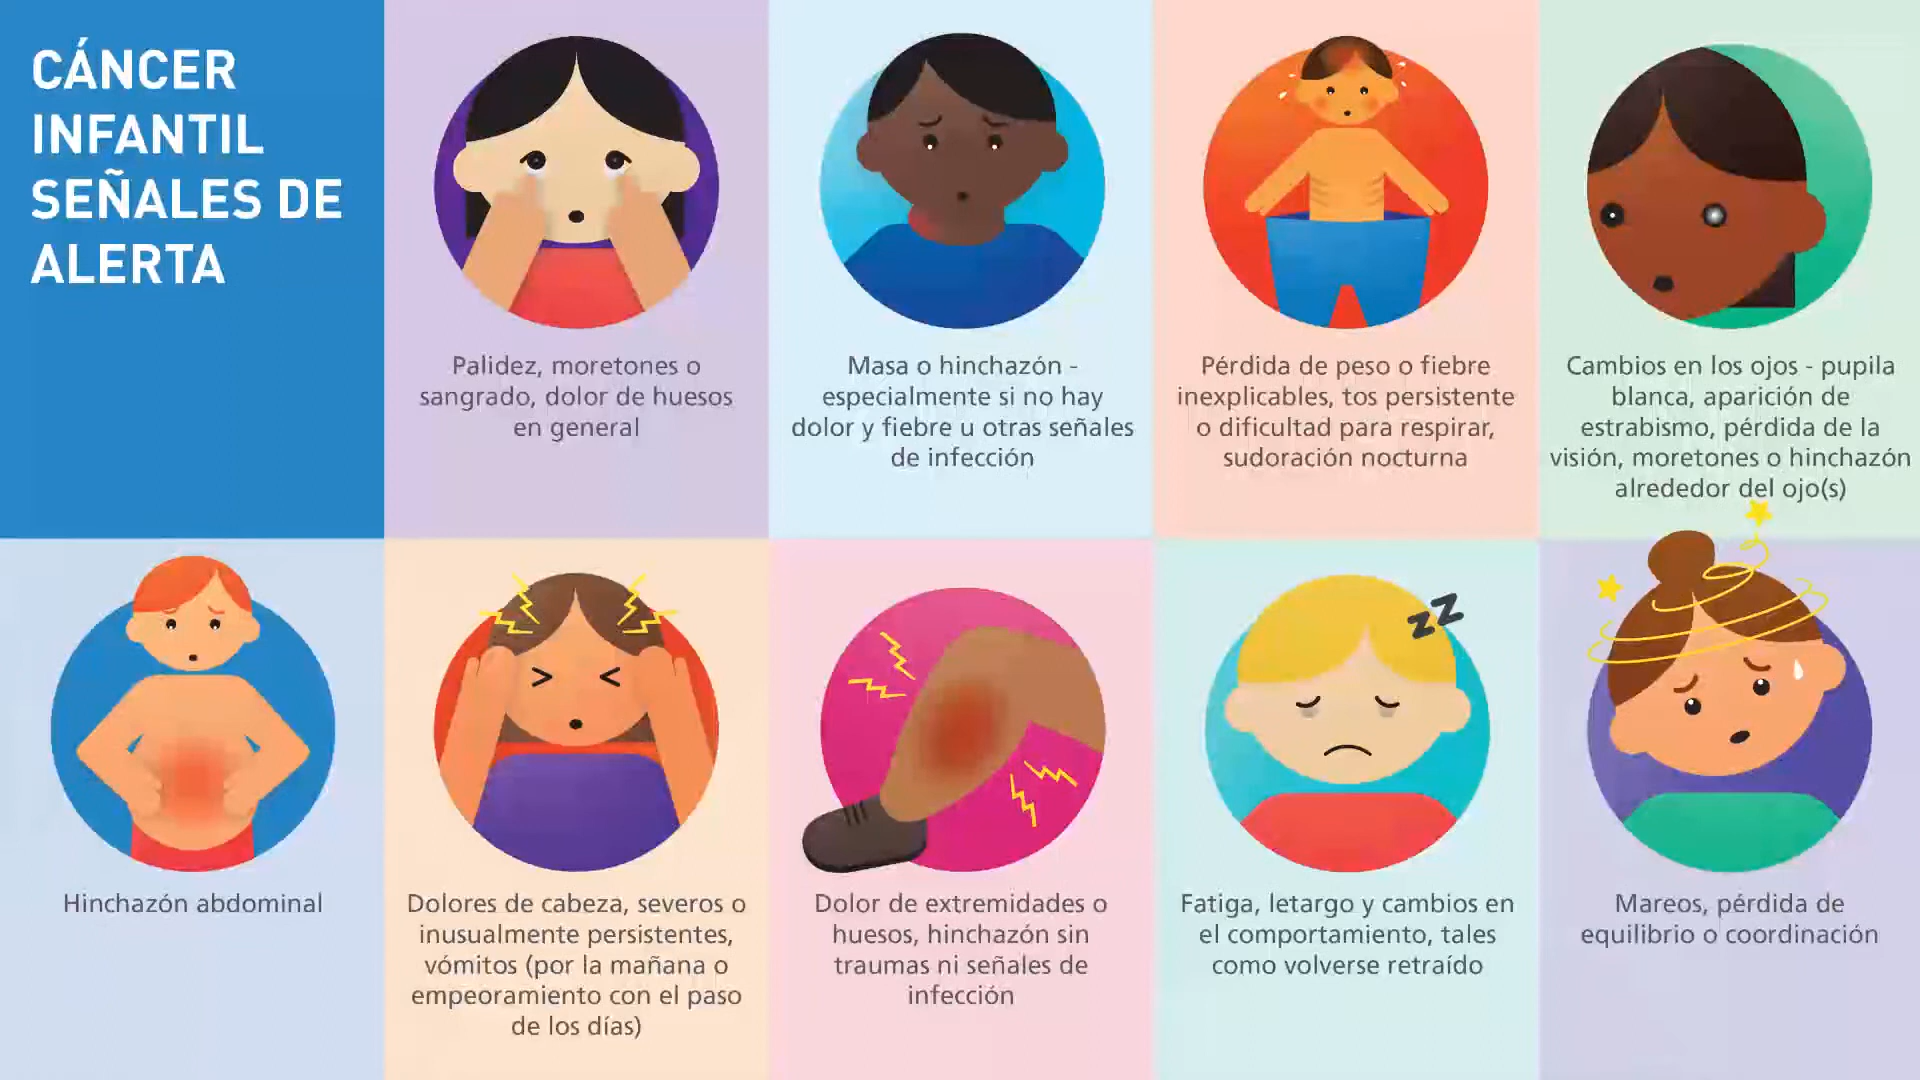 CÁNCER
INFANTIL
SEÑALES DE
ALERTA
Palidez, moretones o
sangrado, dolor de huesos
en general
Masa o hinchazón -
especialmente si no hay
dolor y fiebre u otras señales
de infección
Pérdida de peso o fiebre
inexplicables, tos persistente
o dificultad para respirar,
sudoración nocturna
Cambios en los ojos - pupila
blanca, aparición de
estrabismo, pérdida de la
visión, moretones o hinchazón
alrededor del ojo(s)
Hinchazón abdominal
Dolores de cabeza, severos o
inusualmente persistentes,
vómitos (por la mañana o
empeoramiento con el paso
de los días)
Dolor de extremidades o
huesos, hinchazón sin
traumas ni señales de
infección
zZ
Fatiga, letargo y cambios en
el comportamiento, tales
como volverse retraído
Mareos, pérdida de
equilibrio o coordinación